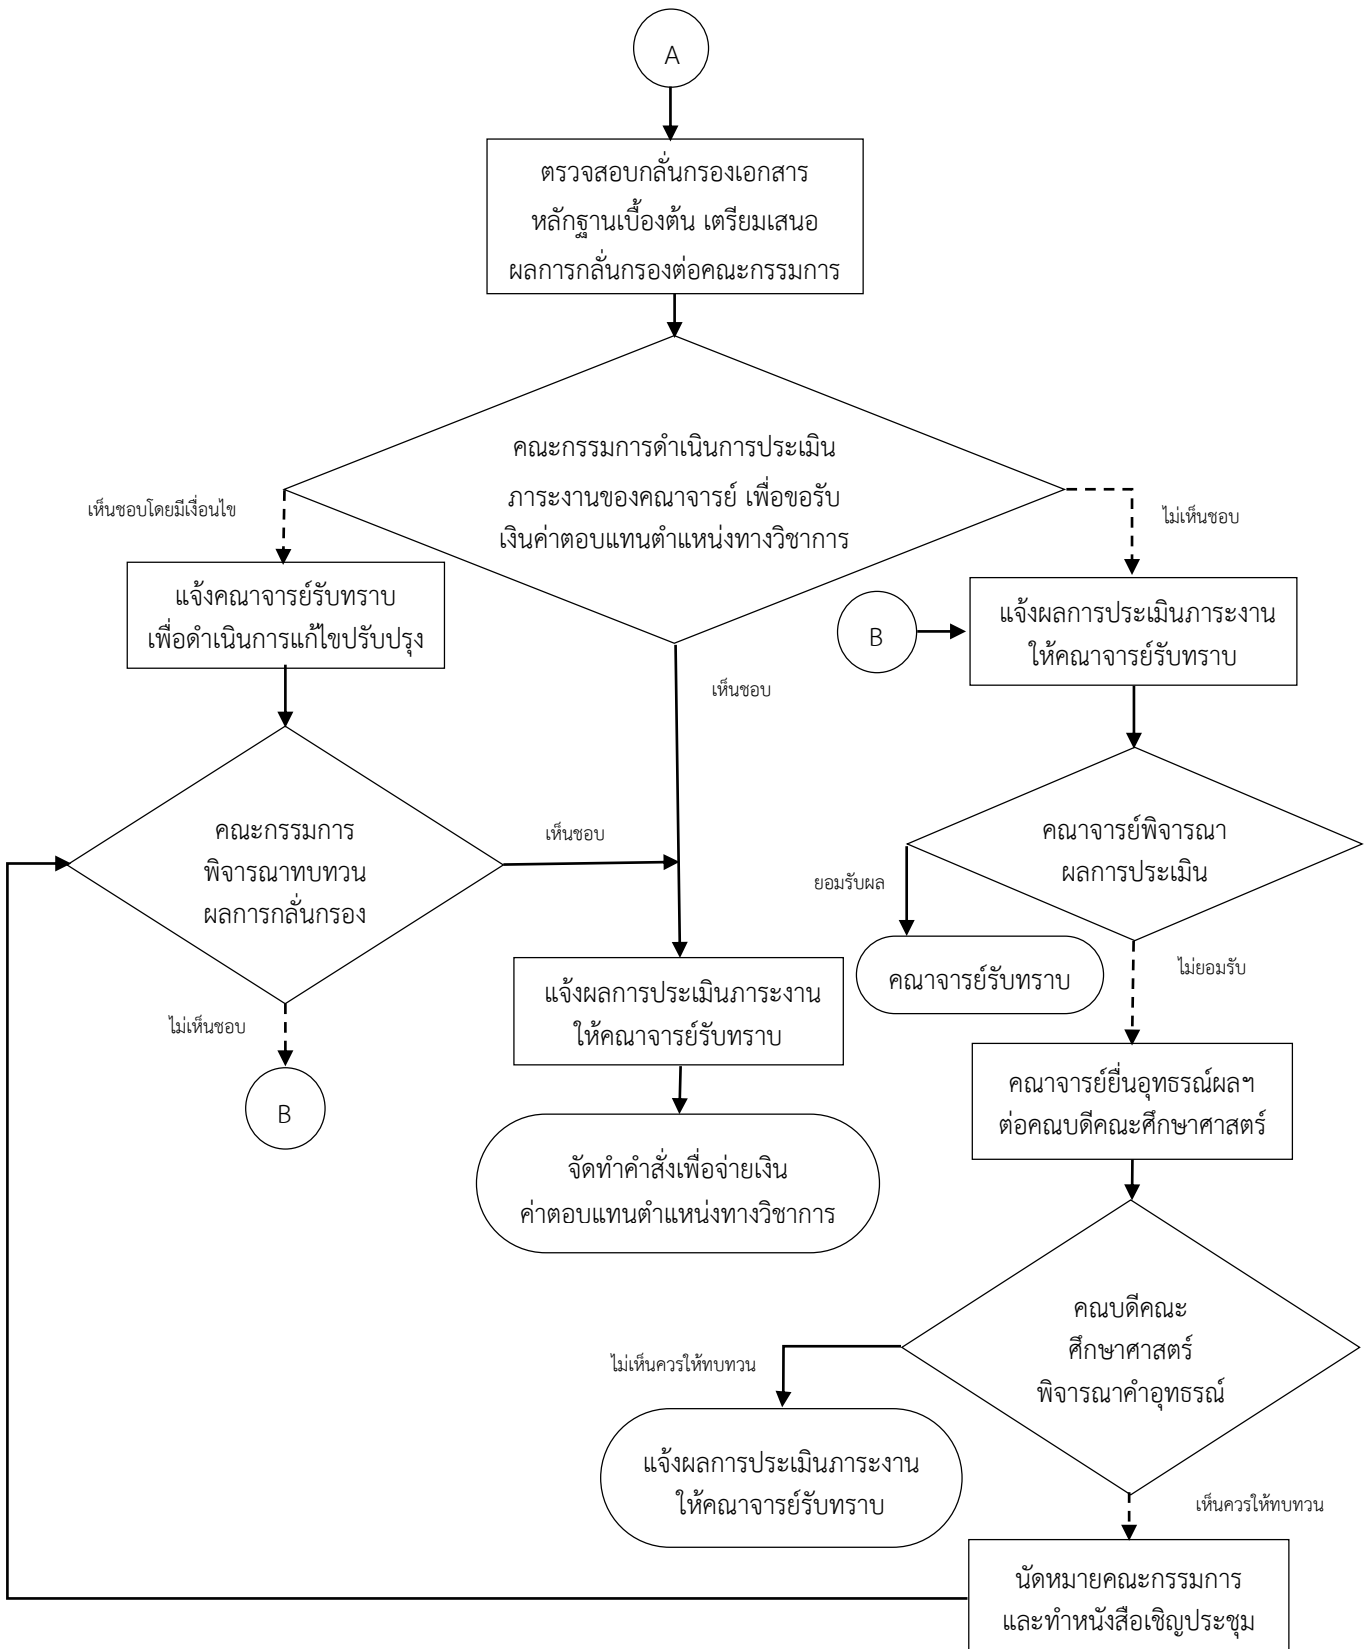 A
ตรวจสอบกลั่นกรองเอกสาร
หลักฐานเบื้องต้น เตรียมเสนอ
ผลการกลั่นกรองต่อคณะกรรมการ
คณะกรรมการดำเนินการประเมิน
ภาระงานของคณาจารย์ เพื่อขอรับ
เงินค่าตอบแทนตำแหน่งทางวิชาการ
เห็นชอบโดยมีเงื่อนไข
ไม่เห็นชอบ
แจ้งคณาจารย์รับทราบ
เพื่อดำเนินการแก้ไขปรับปรุง
B
แจ้งผลการประเมินภาระงาน
ให้คณาจารย์รับทราบ
เห็นชอบ
คณะกรรมการ
พิจารณาทบทวน
ผลการกลั่นกรอง
เห็นชอบ
คณาจารย์พิจารณา
ผลการประเมิน
ยอมรับผล
คณาจารย์รับทราบ
ไม่ยอมรับ
ไม่เห็นชอบ
B
แจ้งผลการประเมินภาระงาน
ให้คณาจารย์รับทราบ
คณาจารย์ยื่นอุทธรณ์ผลฯ
ต่อคณบดีคณะศึกษาศาสตร์
จัดทำคำสั่งเพื่อจ่ายเงิน
ค่าตอบแทนตำแหน่งทางวิชาการ
คณบดีคณะ
ศึกษาศาสตร์
พิจารณาคำอุทธรณ์
ไม่เห็นควรให้ทบทวน
แจ้งผลการประเมินภาระงาน
ให้คณาจารย์รับทราบ
เห็นควรให้ทบทวน
นัดหมายคณะกรรมการ
และทำหนังสือเชิญประชุม